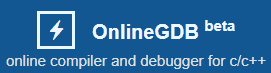 OnlineGDB beta
online compiler and debugger for c/c++